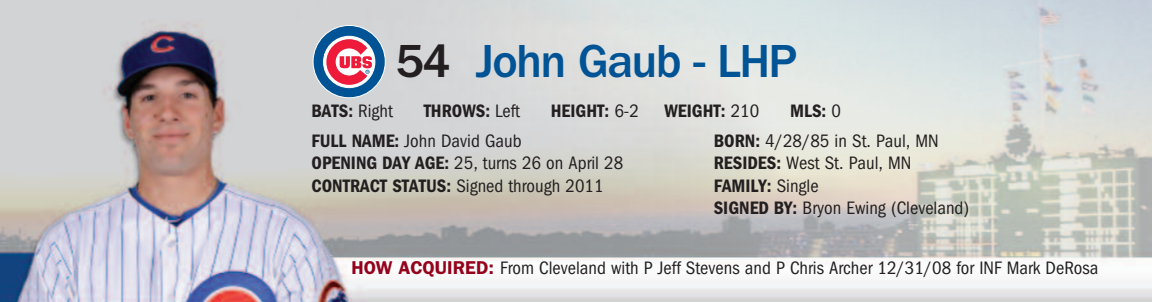 UBS
54 John Gaub - LHP
BATS: Right THROWS: Left HEIGHT: 6-2 WEIGHT: 210 MLS: 0
FULL NAME: John David Gaub
OPENING DAY AGE: 25, turns 26 on April 28
CONTRACT STATUS: Signed through 2011
BORN: 4/28/85 in St. Paul, MN
RESIDES: West St. Paul, MN
FAMILY: Single
SIGNED BY: Bryon Ewing (Cleveland)
HOW ACQUIRED: From Cleveland with P Jeff Stevens and P Chris Archer 12/31/08 for INF Mark DeRosa